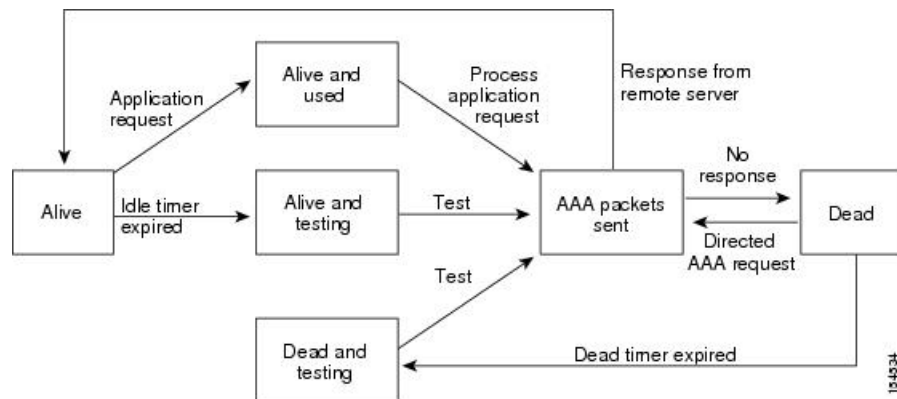 Alive and
used
Process
application
request
Response from
remote server
Application
request
No
response
Alive
Idle timer
expired
Alive and
testing
Test
AAA packets
sent
Dead
Directed
AAA request
Test
Dead and
testing
Dead timer expired
154534